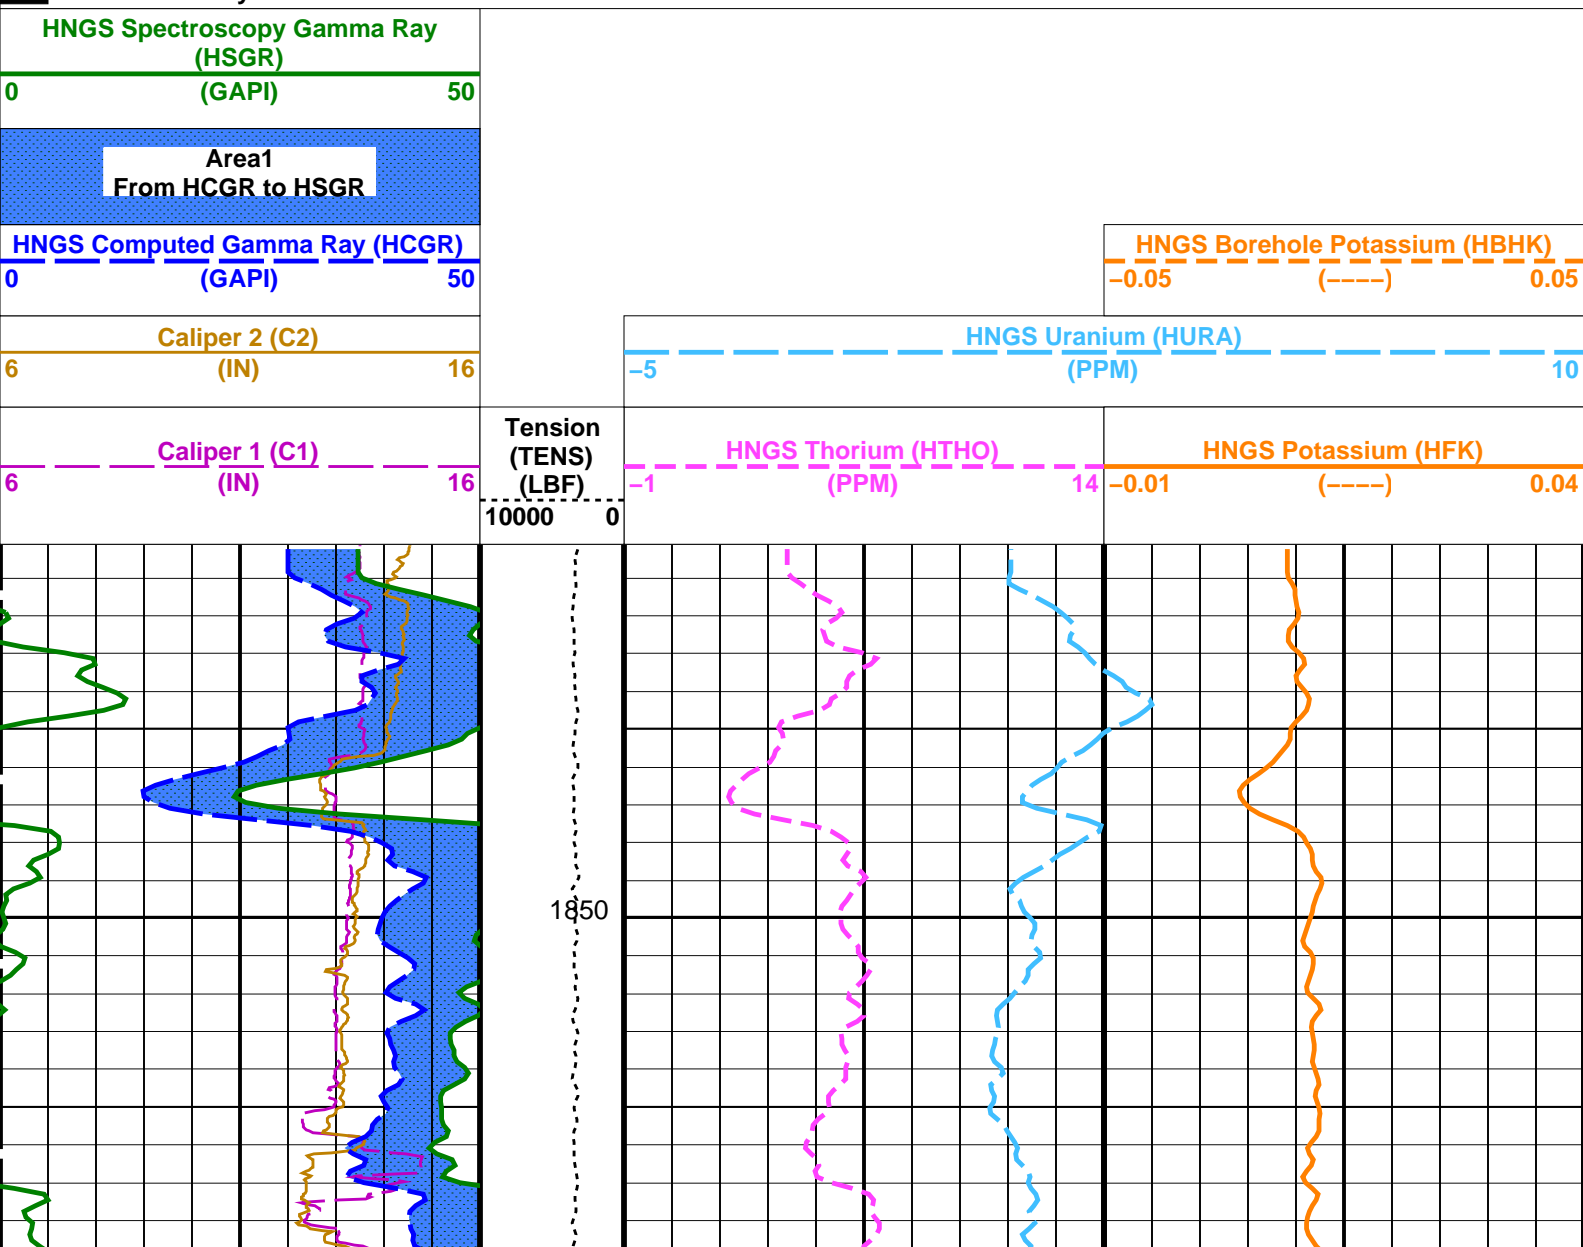 HNGS Spectroscopy Gamma Ray
(HSGR)
0 (GAPI) 50
Area1
From HCGR to HSGR
HNGS Computed Gamma Ray (HCGR)
0 (GAPI) 50
HNGS Borehole Potassium (HBHK)
−0.05 (−−−−) 0.05
Caliper 2 (C2)
6 (IN) 16
HNGS Uranium (HURA)
−5 (PPM) 10
Caliper 1 (C1)
6 (IN) 16
Tension
(TENS)
(LBF)
10000 0
HNGS Thorium (HTHO)
−1 (PPM) 14
HNGS Potassium (HFK)
−0.01 (−−−−) 0.04
1850